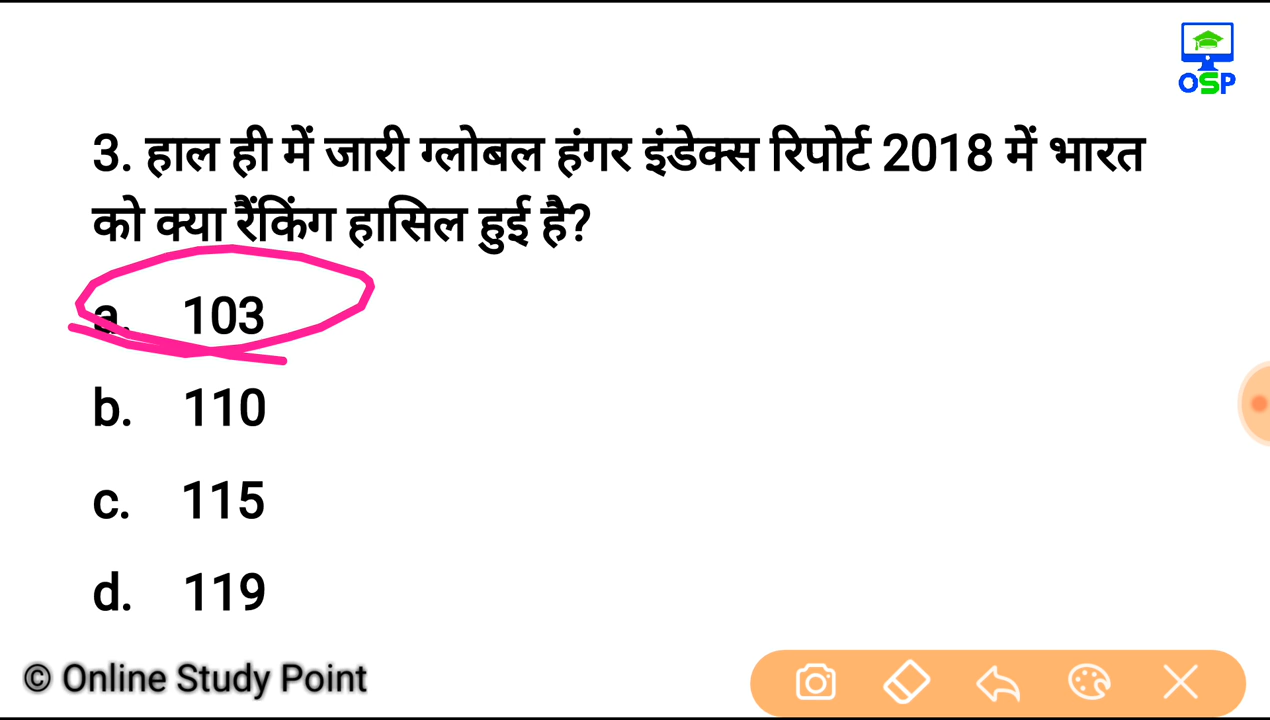 OSP
3. हाल ही में जारी ग्लोबल हंगर इंडेक्स रिपोर्ट 2018 में भारत
को क्या रैंकिंग हासिल हुई है?
a. 103
b. 110
c. 115
d. 119
© Online Study Point